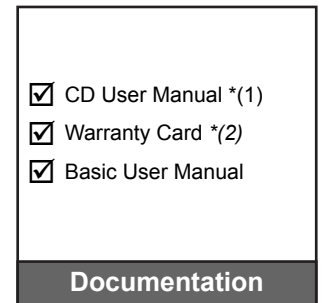 CD User Manual *(1)
Warranty Card *(2)
Basic User Manual
Documentation